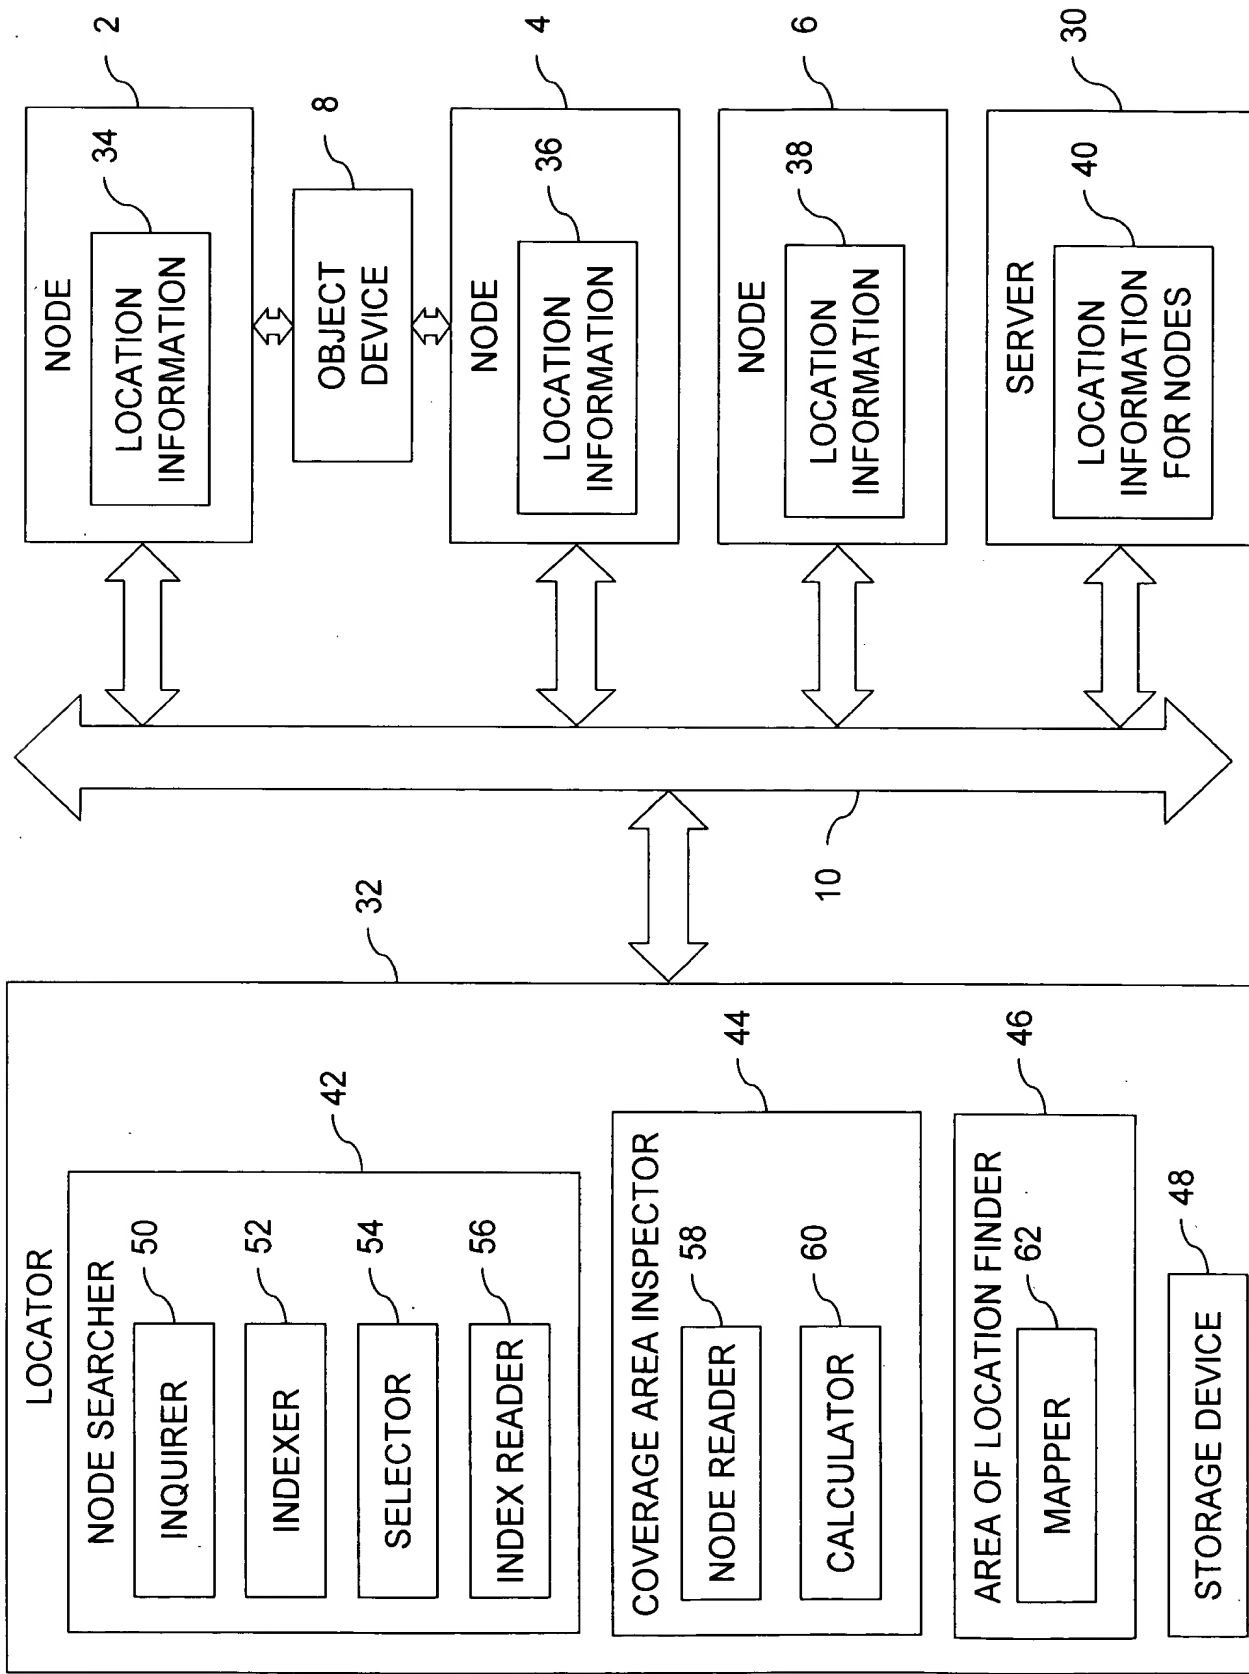 LOCATOR
32
NODE SEARCHER
42
INQUIRER
50
INDEXER
52
SELECTOR
54
INDEX READER
56
COVERAGE AREA INSPECTOR
44
NODE READER
58
CALCULATOR
60
AREA OF LOCATION FINDER
46
MAPPER
62
STORAGE DEVICE
48
10
NODE
2
LOCATION
INFORMATION
34
OBJECT
DEVICE
8
NODE
4
LOCATION
INFORMATION
36
NODE
6
LOCATION
INFORMATION
38
SERVER
30
LOCATION
INFORMATION
FOR NODES
40